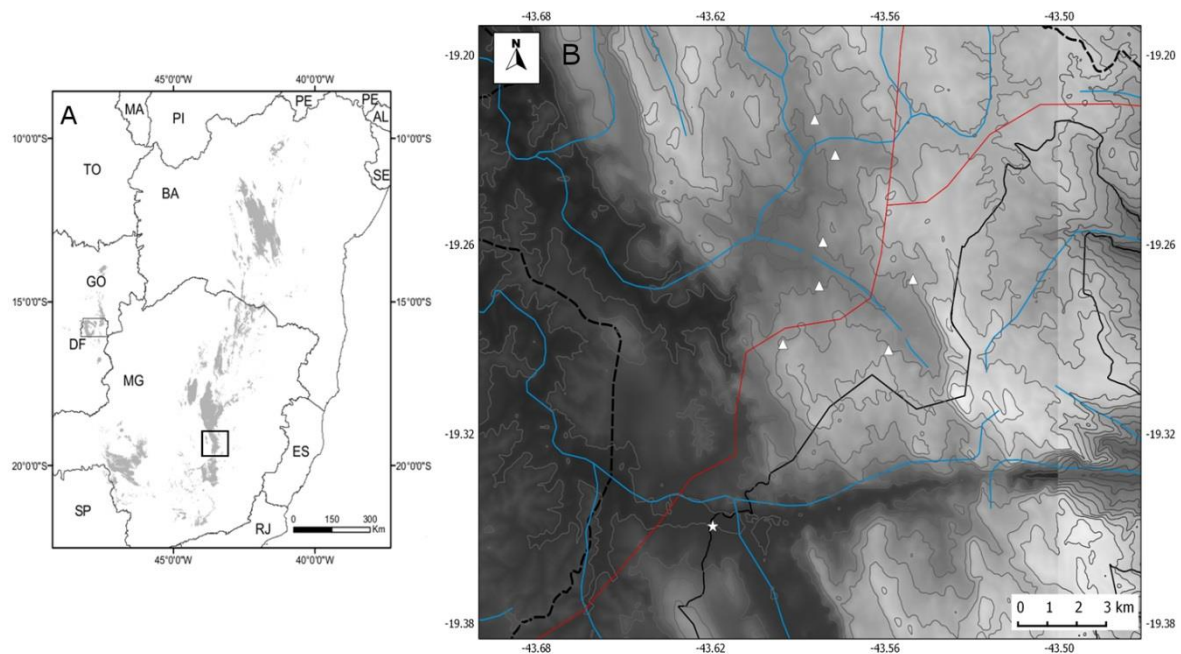 A
45°0'0"W 40°0'0"W
MA
PI
PE
PE
AL
10°0'0"S
10°0'0"S
TO
SE
BA
GO
15°0'0"S
15°0'0"S
DF
MG
ES
20°0'0"S
20°0'0"S
SP
RJ
0 150 300
Km
45°0'0"W 40°0'0"W
-43.68 -43.62 -43.56 -43.50
N
B
-19.20 -19.20
-19.26 -19.26
-19.32 -19.32
0 1 2 3 km
-19.38 -19.38
-43.68 -43.62 -43.56 -43.50